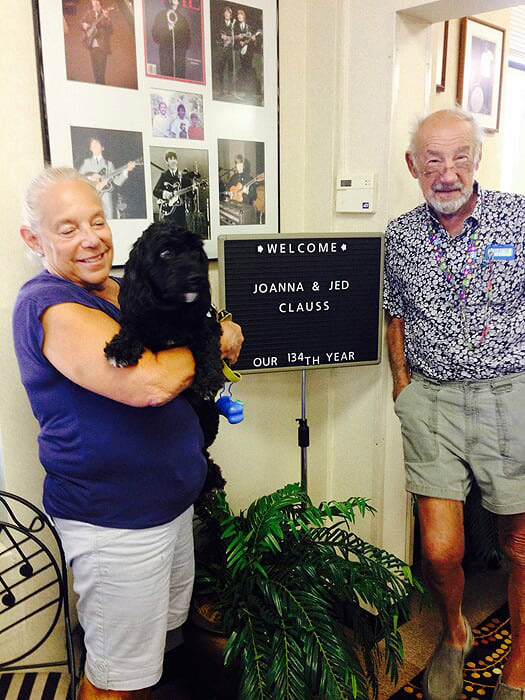 WELCOME
JOANNA & JED
CLAUSS
OUR 134TH YEAR